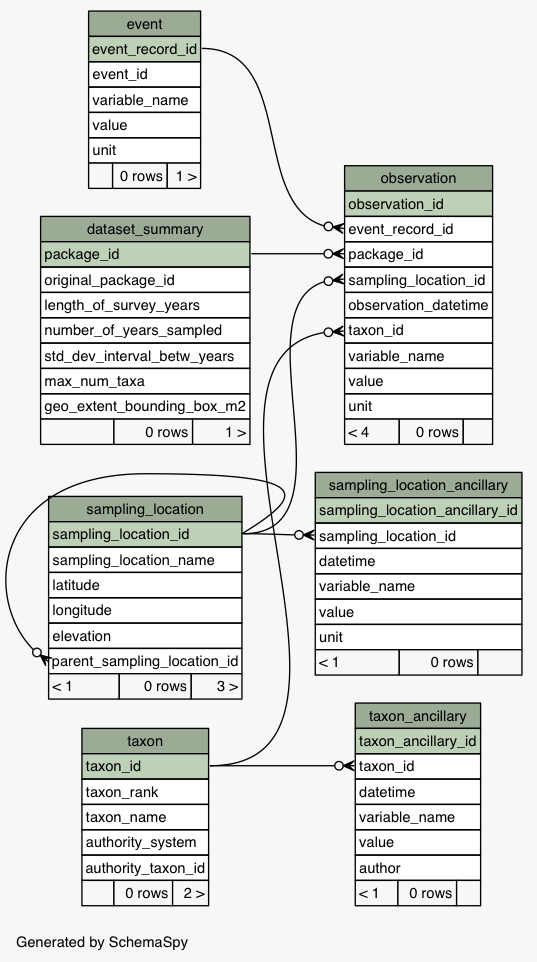 event
event_record_id
event_id
variable_name
value
unit
0 rows 1 >
observation
observation_id
event_record_id
package_id
sampling_location_id
observation_datetime
taxon_id
variable_name
value
unit
< 4 0 rows
dataset_summary
package_id
original_package_id
length_of_survey_years
number_of_years_sampled
std_dev_interval_betw_years
max_num_taxa
geo_extent_bounding_box_m2
0 rows 1 >
sampling_location_ancillary
sampling_location_ancillary_id
sampling_location_id
datetime
variable_name
value
unit
< 1 0 rows
sampling_location
sampling_location_id
sampling_location_name
latitude
longitude
elevation
parent_sampling_location_id
< 1 0 rows 3 >
taxon_ancillary
taxon_ancillary_id
taxon_id
datetime
variable_name
value
author
< 1 0 rows
taxon
taxon_id
taxon_rank
taxon_name
authority_system
authority_taxon_id
0 rows 2 >
Generated by SchemaSpy